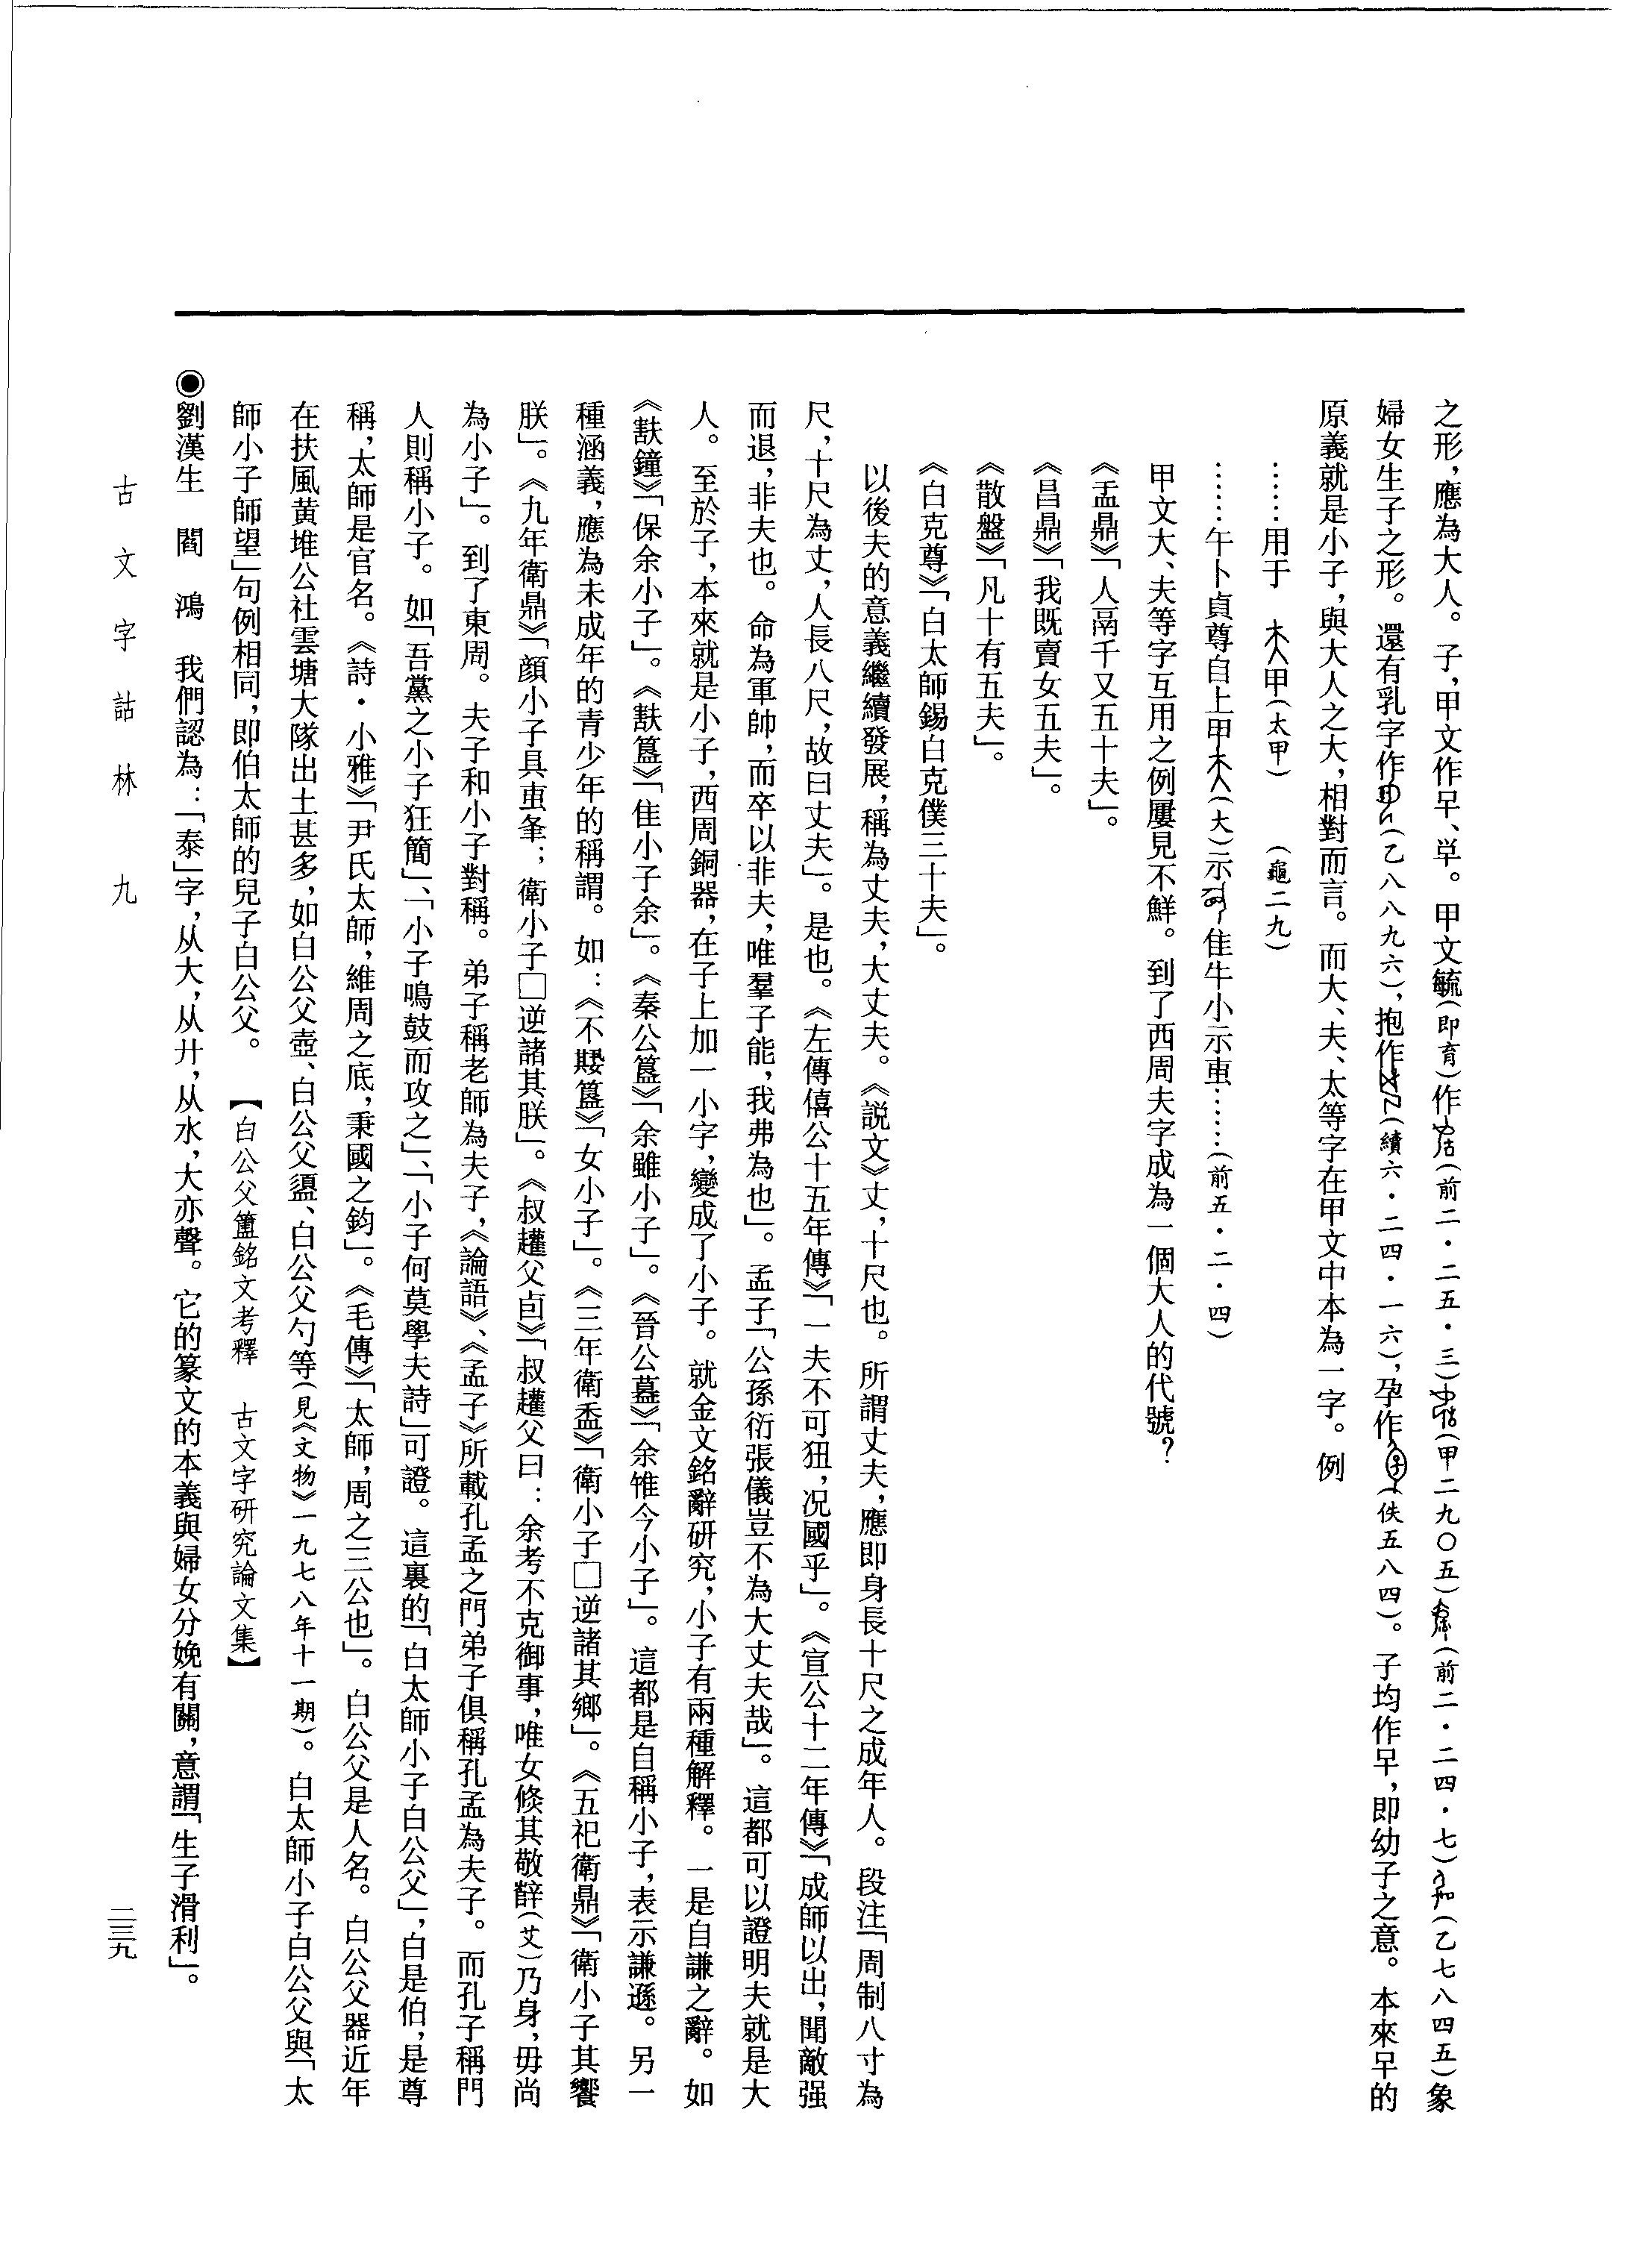 之形，應為大人。子，甲文作。甲文毓（即育）作（前二·二五·三）（甲二九〇五）（前二·二四·七）（乙七八四五）象
婦女生子之形。還有乳字作（乙八八九六），抱作（續六·二四·一六），孕作（佚五八四）。子均作，即幼子之意。本來的
原義就是小子，與大人之大，相對而言。而大、夫、太等字在甲文中本為一字。例
……用于甲（太甲）　（龜二九）
……午卜貞尊自上甲（大）示隹牛小示叀……（前五·二·四）
甲文大、夫等字互用之例屢見不鮮。到了西周夫字成為一個大人的代號？
《盂鼎》「人鬲千又五十夫」。
《昌鼎》「我既賣女五夫」。
《散盤》「凡十有五夫」。
《白克尊》「白太師錫白克僕三十夫」。
以後夫的意義繼續發展，稱為丈夫，大丈夫。《説文》丈，十尺也。所謂丈夫，應即身長十尺之成年人。段注「周制八寸為
尺，十尺為丈，人長八尺，故曰丈夫」。是也。《左傳僖公十五年傳》「一夫不可狃，况國乎」。《宣公十二年傳》「成師以出，聞敵强
而退，非夫也。命為軍帥，而卒以非夫，唯羣子能，我弗為也」。孟子「公孫衍張儀豈不為大丈夫哉」。這都可以證明夫就是大
人。至於子，本來就是小子，西周銅器，在子上加一小字，變成了小子。就金文銘辭研究，小子有兩種解釋。一是自謙之辭。如
《㝬鐘》「保余小子」。《㝬簋》「隹小子余」。《秦公簋》「余雖小子」。《晉公䀇》「余惟今小子」。這都是自稱小子，表示謙遜。另一
種涵義，應為未成年的青少年的稱謂。如：《不𡢁簋》「女小子」。《三年衛盉》「衛小子□逆諸其鄉」。《五祀衛鼎》「衛小子其饗
朕」。《九年衛鼎》「顔小子具叀夆；衛小子□逆諸其朕」。《叔趯父卣》「叔趯父曰：余考不克御事，唯女倏其敬辥（艾）乃身，毋尚
為小子」。到了東周。夫子和小子對稱。弟子稱老師為夫子，《論語》、《孟子》所載孔孟之門弟子俱稱孔孟為夫子。而孔子稱門
人則稱小子。如「吾黨之小子狂簡」、「小子鳴鼓而攻之」、「小子何莫學夫詩」可證。這裏的「白太師小子白公父」，白是伯，是尊
稱，太師是官名。《詩·小雅》「尹氏太師，維周之底，秉國之鈞」。《毛傳》「太師，周之三公也」。白公父是人名。白公父器近年
在扶風黄堆公社雲塘大隊出土甚多，如白公父壺、白公父盨、白公父勺等（見《文物》一九七八年十一期）。白太師小子白公父與「太
師小子師望」句例相同，即伯太師的兒子白公父。【白公父簠銘文考釋　古文字研究論文集】
◉劉漢生　閻　鴻　我們認為：「泰」字，从大，从廾，从水，大亦聲。它的篆文的本義與婦女分娩有關，意謂「生子滑利」。
古文字詁林　九
二三九